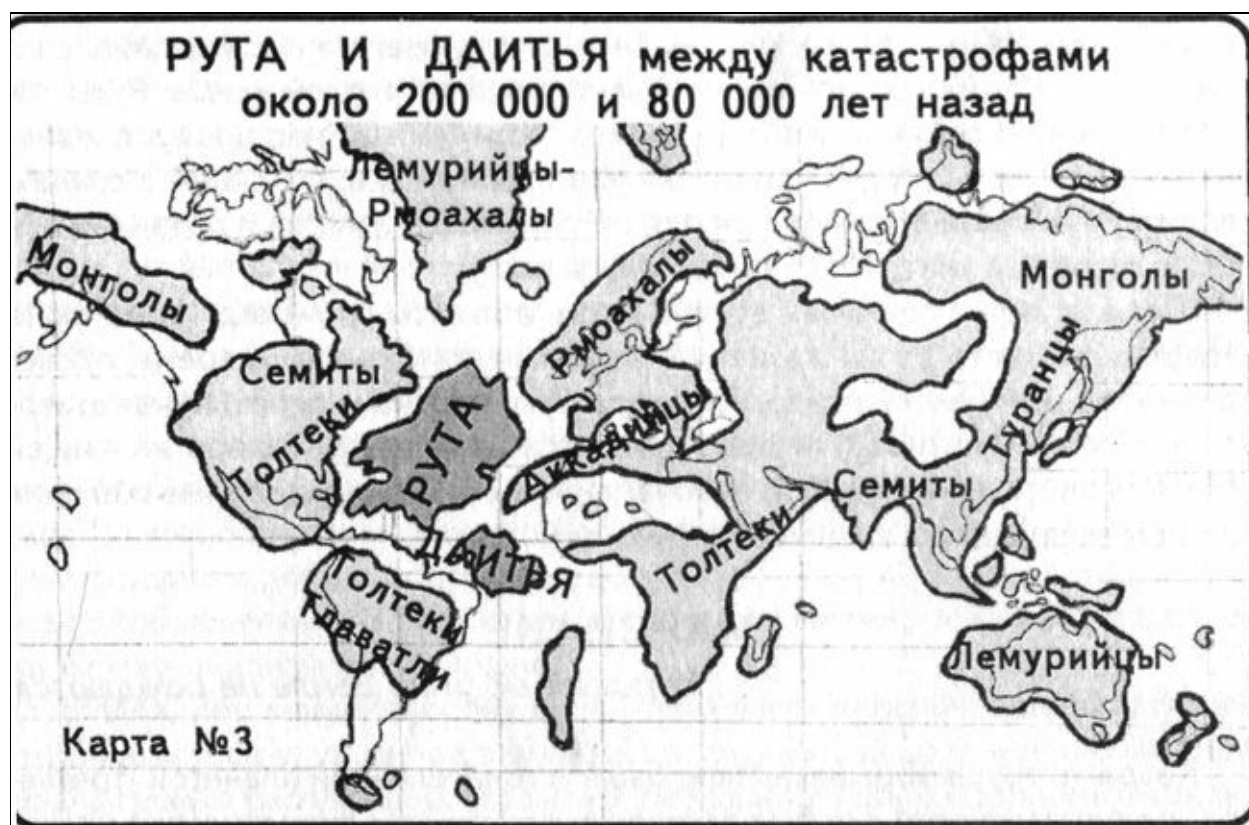 РУТА И ДАИТЬЯ между катастрофами
около 200 000 и 80 000 лет назад
Лемурийцы-
Рмоахалы
Монголы
Монголы
Рмоахалы
Семиты
Толтеки
РУТА
Аккадийцы
Туранцы
Семиты
Толтеки
ДАИТЬЯ
Толтеки
Тлаватли
Лемурийцы
Карта №3